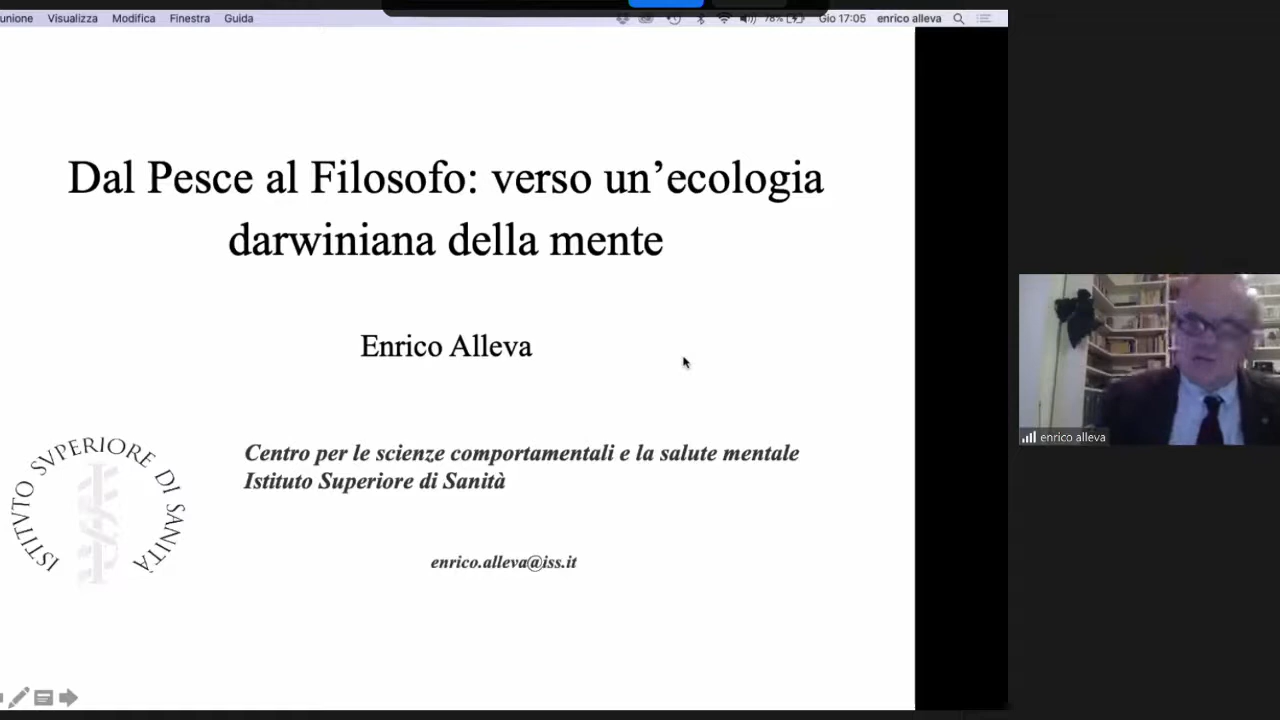 unione Visualizza Modifica Finestra Guida
78% Gio 17:05 enrico alleva
Dal Pesce al Filosofo: verso un’ecologia
darwiniana della mente
Enrico Alleva
ISTITVTO SVPERIORE DI SANITÀ
Centro per le scienze comportamentali e la salute mentale
Istituto Superiore di Sanità
enrico.alleva@iss.it
enrico alleva